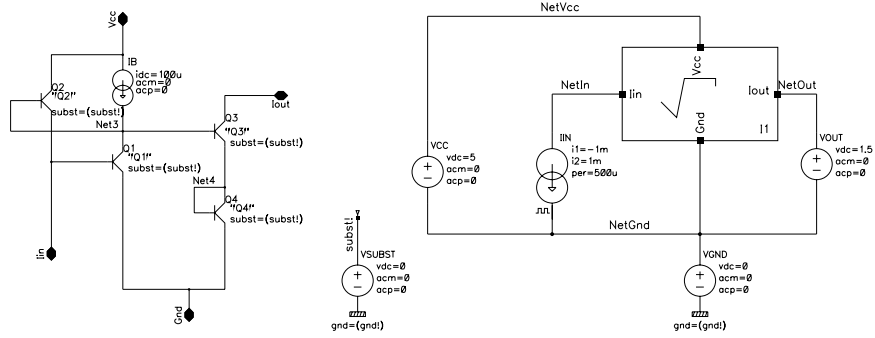 Vcc
IB
idc=100u
acm=0
acp=0
Q2
"Q2"
subst=(subst!)
Net3
Q3
"Q3"
subst=(subst!)
Iout
Q1
"Q1"
subst=(subst!)
Net4
Q4
"Q4"
subst=(subst!)
Iin
Gnd
subst!
VSUBST
vdc=0
acm=0
acp=0
gnd=(gnd!)
NetVcc
VCC
vdc=5
acm=0
acp=0
NetIn
IIN
i1=-1m
i2=1m
per=500u
Iin
Vcc
Iout
Gnd
I1
NetOut
VOUT
vdc=1.5
acm=0
acp=0
NetGnd
VGND
vdc=0
acm=0
acp=0
gnd=(gnd!)